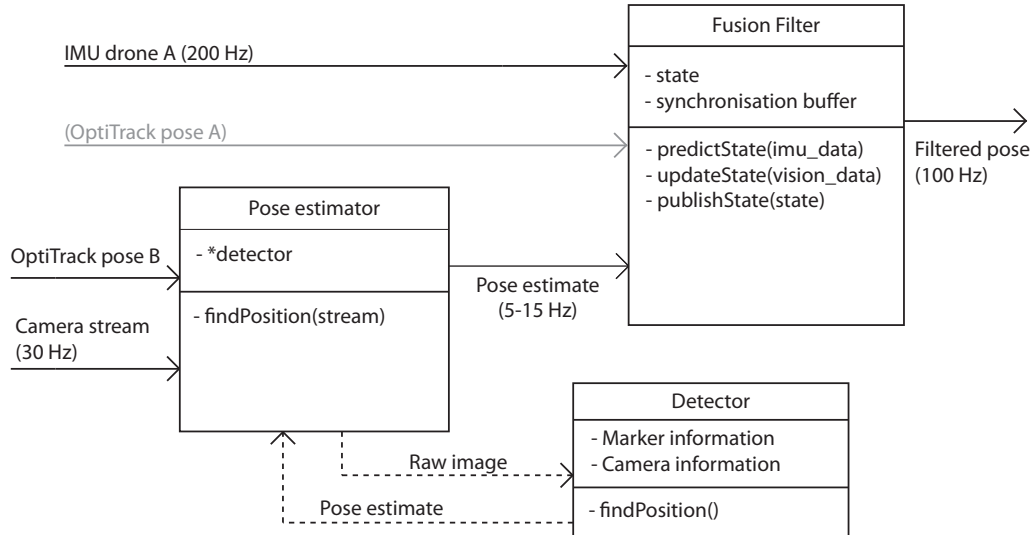 Fusion Filter
IMU drone A (200 Hz)
- state
- synchronisation buffer
(OptiTrack pose A)
- predictState(imu_data)
- updateState(vision_data)
- publishState(state)
Filtered pose
(100 Hz)
Pose estimator
OptiTrack pose B
- *detector
Pose estimate
(5-15 Hz)
Camera stream
(30 Hz)
- findPosition(stream)
Detector
- Marker information
- Camera information
Raw image
Pose estimate
- findPosition()